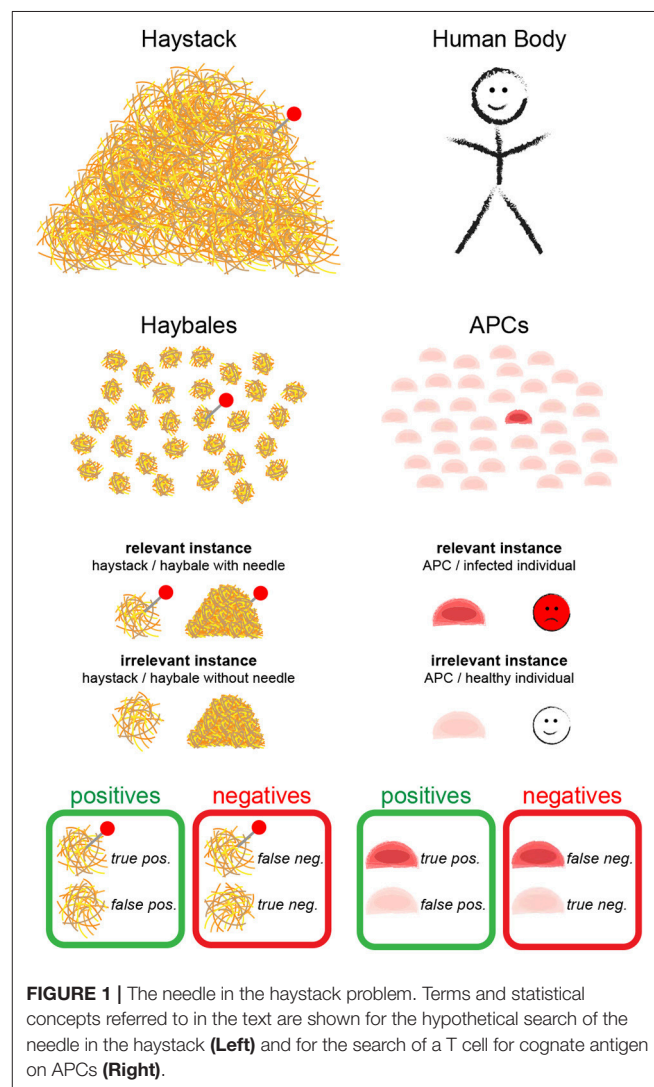 Haystack
Human Body
Haybales
APCs
relevant instance
haystack / haybale with needle
relevant instance
APC / infected individual
irrelevant instance
haystack / haybale without needle
irrelevant instance
APC / healthy individual
positives
negatives
positives
negatives
true pos.
false neg.
true pos.
false neg.
false pos.
true neg.
false pos.
true neg.
FIGURE 1 | The needle in the haystack problem. Terms and statistical
concepts referred to in the text are shown for the hypothetical search of the
needle in the haystack (Left) and for the search of a T cell for cognate antigen
on APCs (Right).